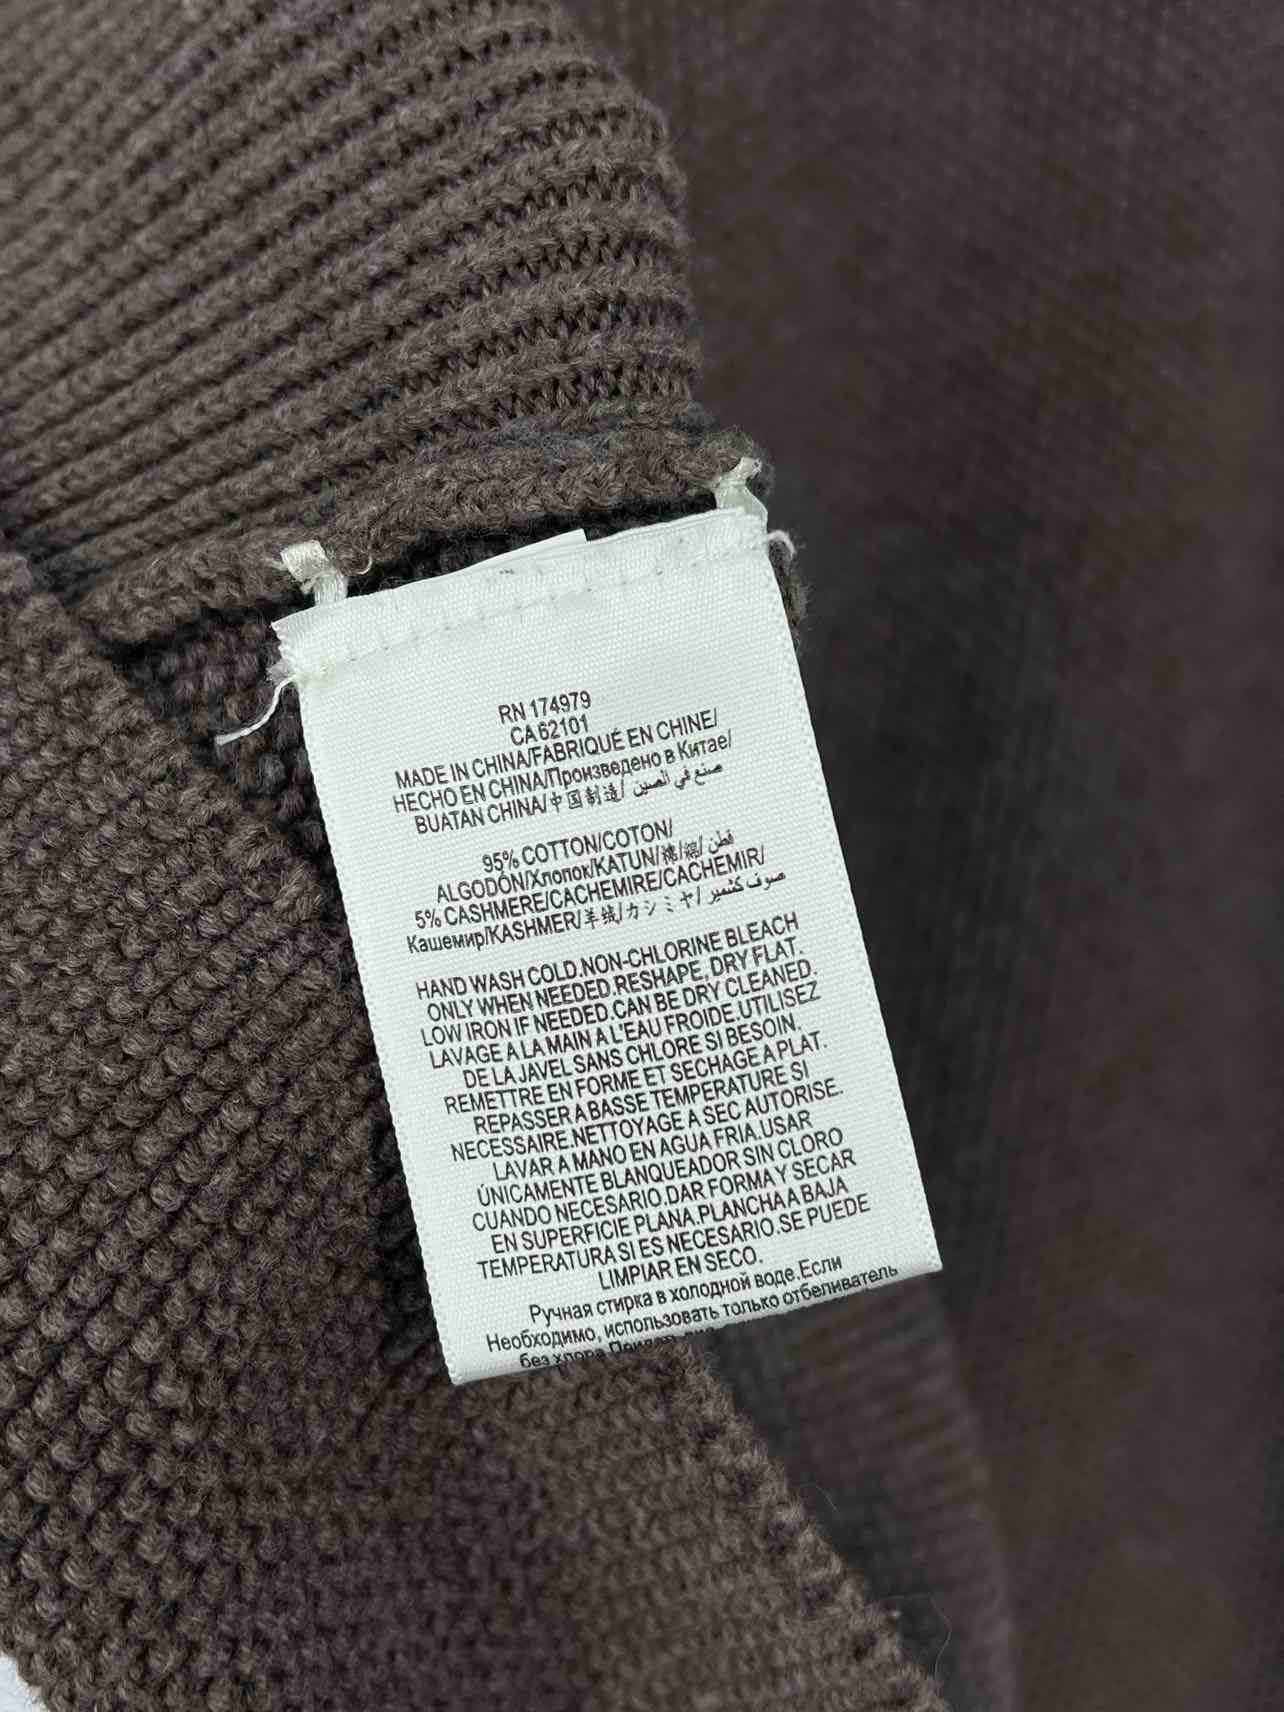 RN 174979
CA 62101
MADE IN CHINA/FABRIQUÉ EN CHINE/
HECHO EN CHINA/Произведено в Китае/
BUATAN CHINA/中国制造/ صنع في الصين
95% COTTON/COTON/
ALGODÓN/Хлопок/KATUN/棉/綿/ قطن
5% CASHMERE/CACHEMIRE/CACHEMIR/
Кашемир/KASHMER/羊绒/カシミヤ/ صوف كشمير
HAND WASH COLD.NON-CHLORINE BLEACH
ONLY WHEN NEEDED.RESHAPE, DRY FLAT.
LOW IRON IF NEEDED.CAN BE DRY CLEANED.
LAVAGE A LA MAIN A L'EAU FROIDE.UTILISEZ
DE LA JAVEL SANS CHLORE SI BESOIN.
REMETTRE EN FORME ET SECHAGE A PLAT.
REPASSER A BASSE TEMPERATURE SI
NECESSAIRE.NETTOYAGE A SEC AUTORISE.
LAVAR A MANO EN AGUA FRIA.USAR
ÚNICAMENTE BLANQUEADOR SIN CLORO
CUANDO NECESARIO.DAR FORMA Y SECAR
EN SUPERFICIE PLANA.PLANCHA A BAJA
TEMPERATURA SI ES NECESARIO.SE PUEDE
LIMPIAR EN SECO.
Ручная стирка в холодной воде.Если
Необходимо, использовать только отбеливатель
без хлора